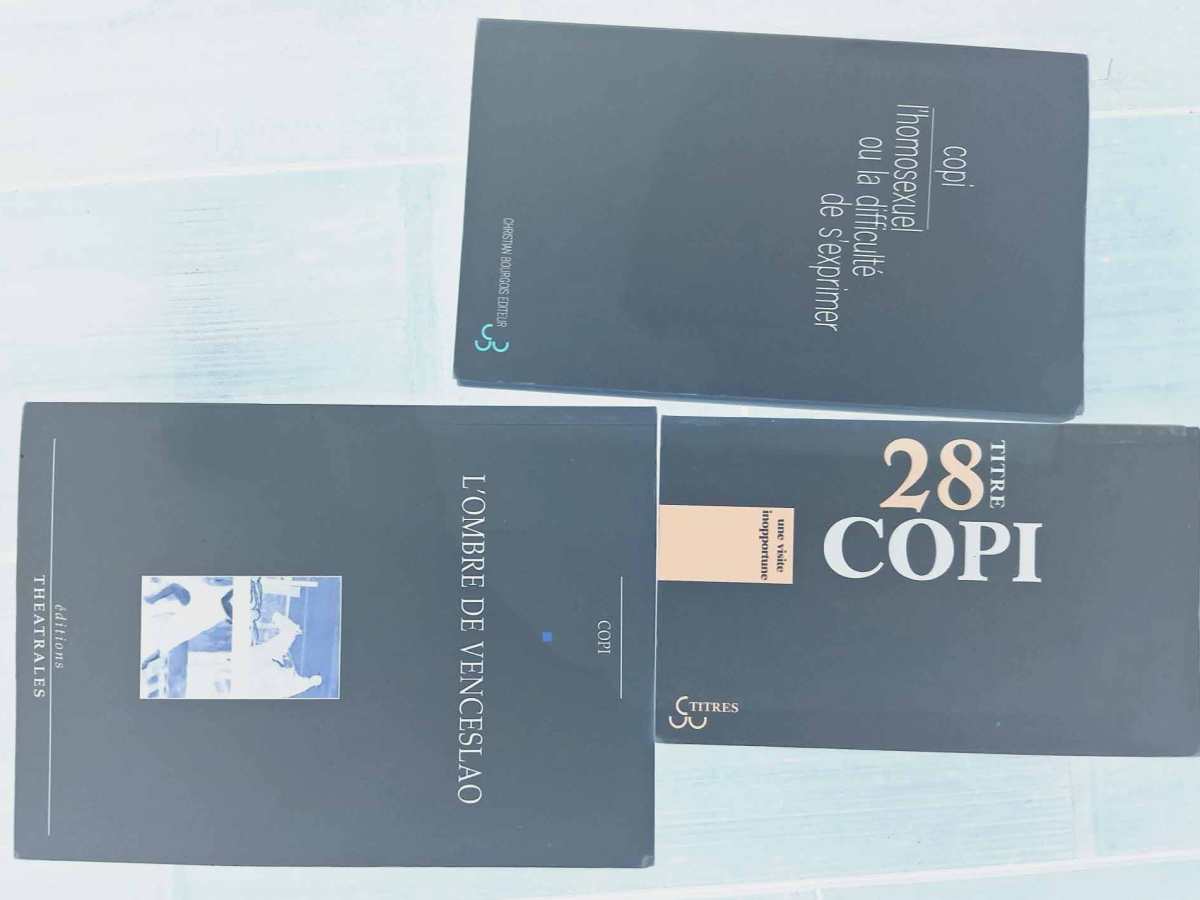 copi
l'homosexuel
ou la difficulté
de s'exprimer
CHRISTIAN BOURGOIS EDITEUR
COPI
L'OMBRE DE VENCESLAO
éditions
THEATRALES
TITRE
28
COPI
une visite
inopportune
TITRES